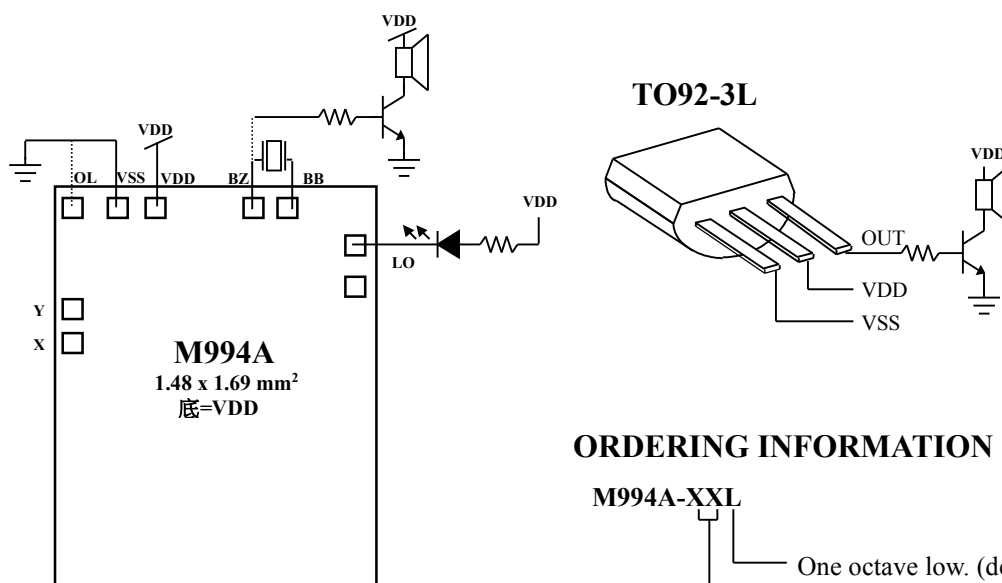 VDD
VDD
OL VSS VDD BZ BB
VDD
LO
Y
X
M994A
1.48 x 1.69 mm²
底=VDD
TO92-3L
VDD
OUT
VDD
VSS
ORDERING INFORMATION
M994A-XXL
One octave low.